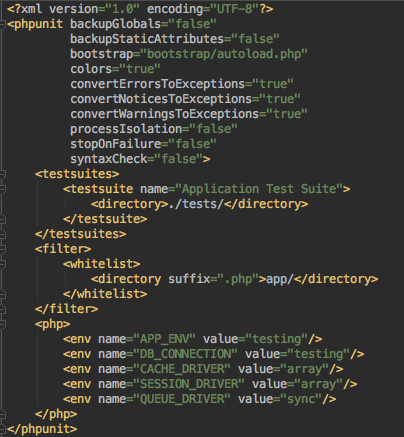 <?xml version="1.0" encoding="UTF-8"?>
<phpunit backupGlobals="false"
         backupStaticAttributes="false"
         bootstrap="bootstrap/autoload.php"
         colors="true"
         convertErrorsToExceptions="true"
         convertNoticesToExceptions="true"
         convertWarningsToExceptions="true"
         processIsolation="false"
         stopOnFailure="false"
         syntaxCheck="false">
    <testsuites>
        <testsuite name="Application Test Suite">
            <directory>./tests/</directory>
        </testsuite>
    </testsuites>
    <filter>
        <whitelist>
            <directory suffix=".php">app/</directory>
        </whitelist>
    </filter>
    <php>
        <env name="APP_ENV" value="testing"/>
        <env name="DB_CONNECTION" value="testing"/>
        <env name="CACHE_DRIVER" value="array"/>
        <env name="SESSION_DRIVER" value="array"/>
        <env name="QUEUE_DRIVER" value="sync"/>
    </php>
</phpunit>